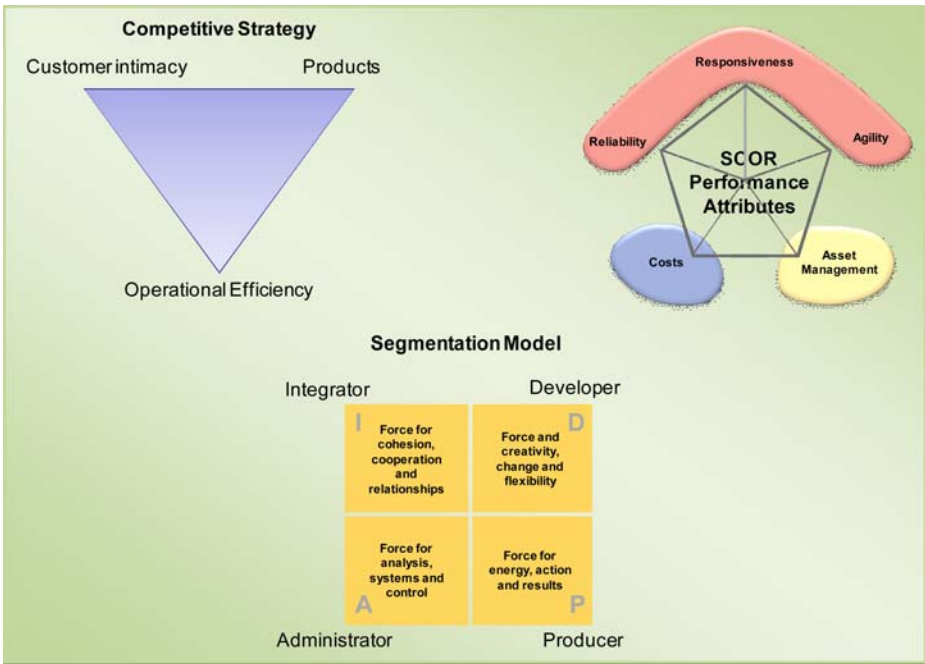 Competitive Strategy
Customer intimacy
Products
Operational Efficiency
Responsiveness
Reliability
Agility
SCOR
Performance
Attributes
Costs
Asset
Management
Segmentation Model
Integrator
Developer
I
Force for
cohesion,
cooperation
and
relationships
D
Force and
creativity,
change and
flexibility
Force for
analysis,
systems and
control
A
Force for
energy, action
and results
P
Administrator
Producer